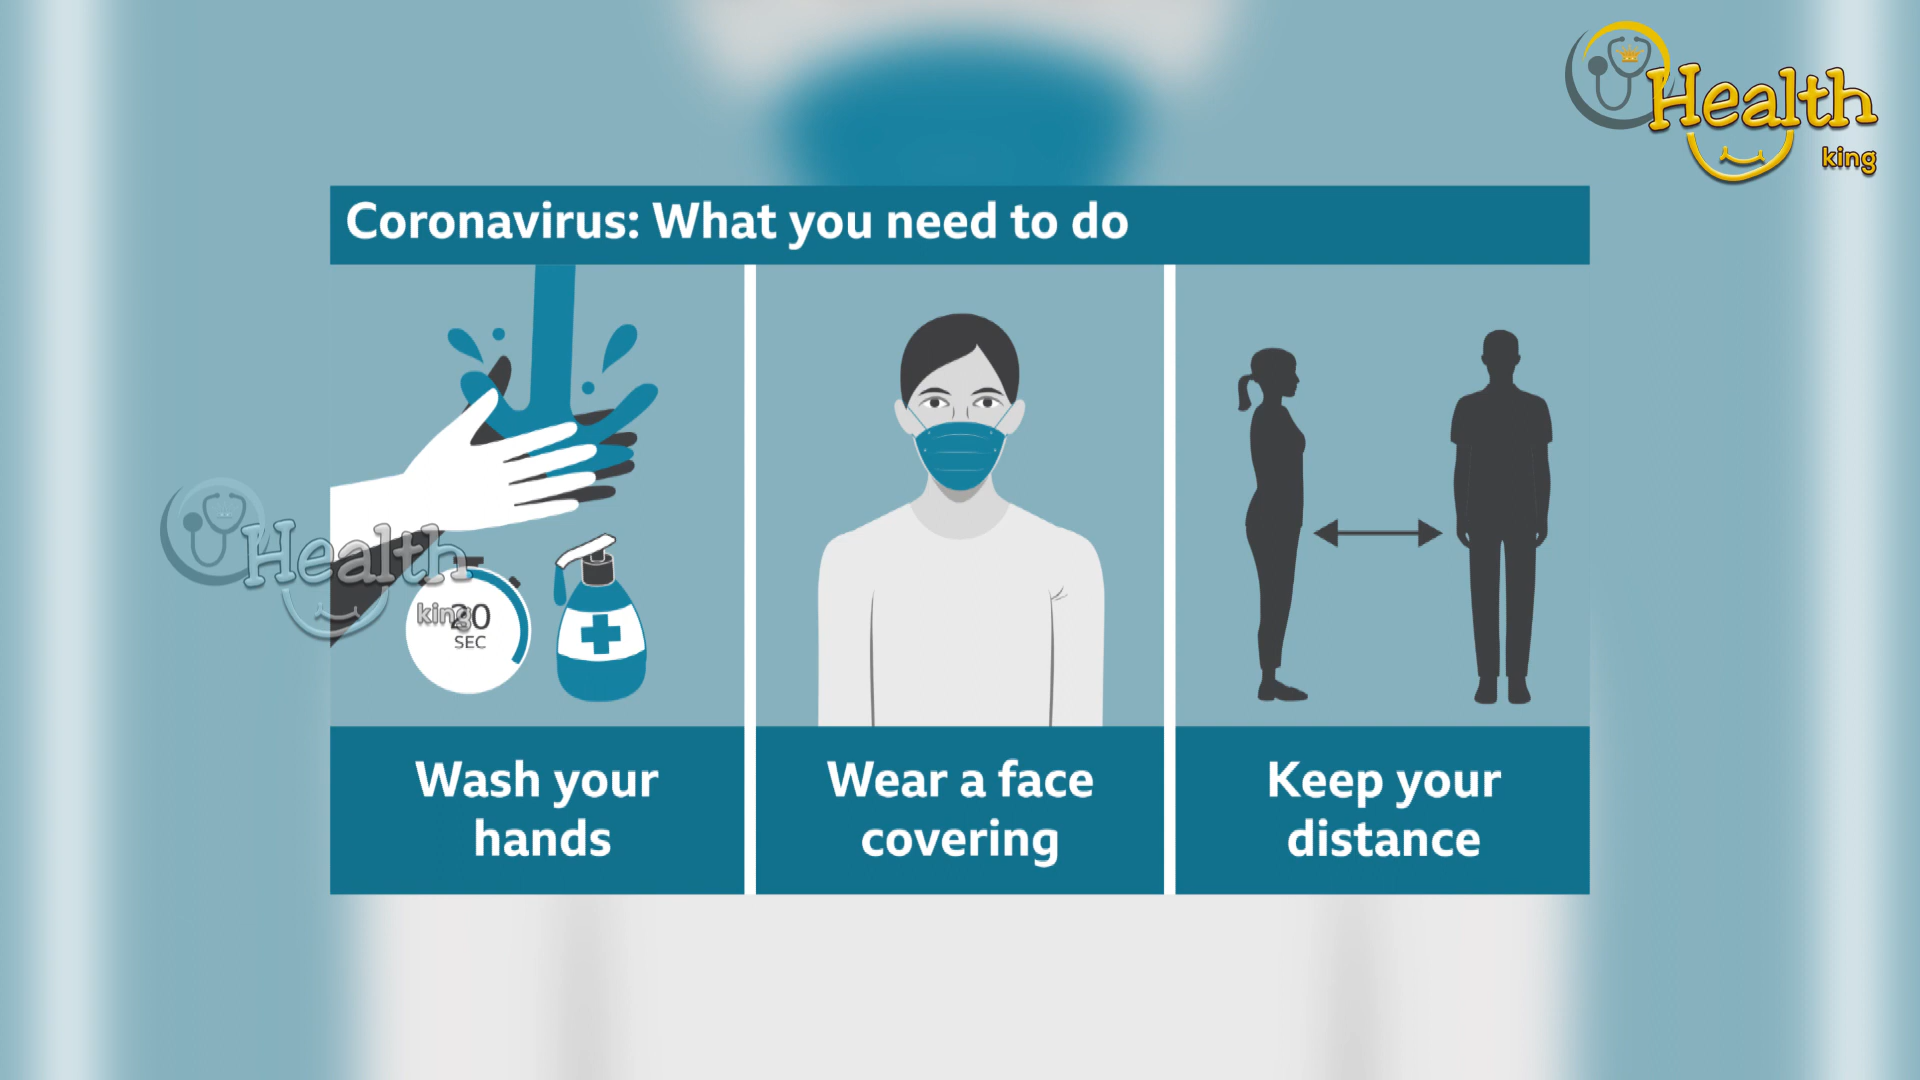 Health
king
Coronavirus: What you need to do
Health
king
20
SEC
Wash your
hands
Wear a face
covering
Keep your
distance